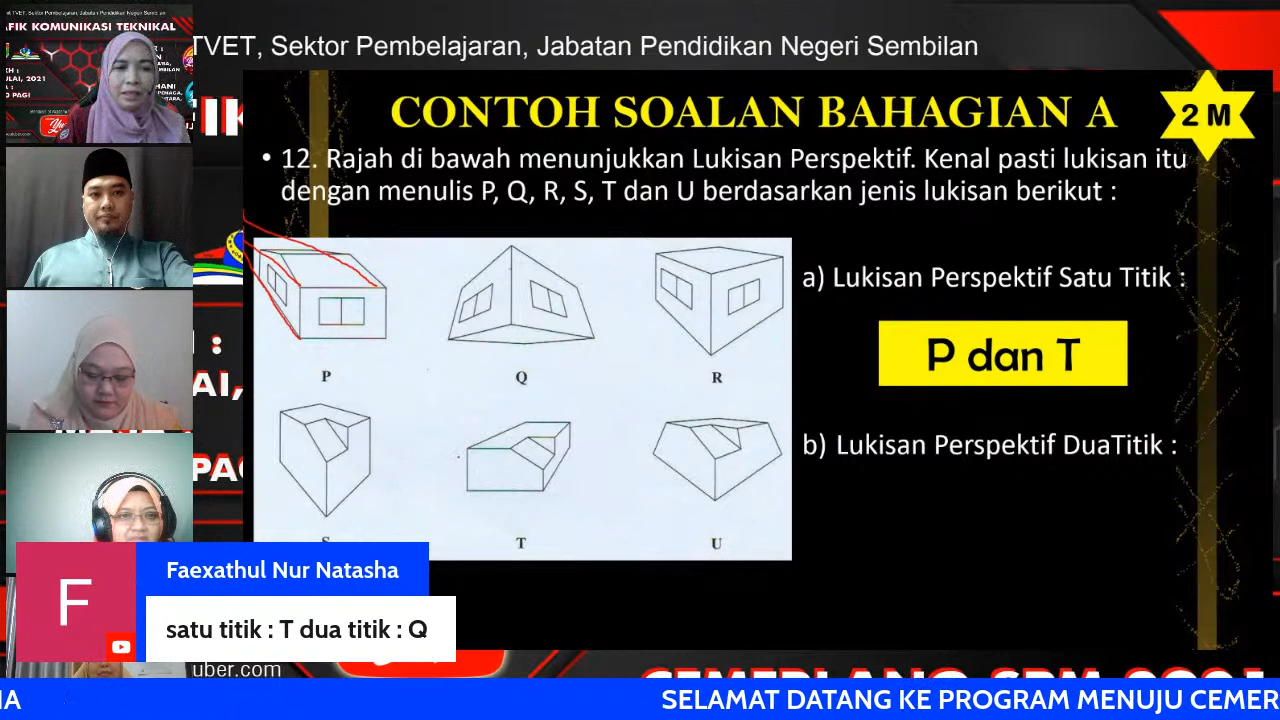 TVET, Sektor Pembelajaran, Jabatan Pendidikan Negeri Sembilan
CONTOH SOALAN BAHAGIAN A
2 M
• 12. Rajah di bawah menunjukkan Lukisan Perspektif. Kenal pasti lukisan itu
dengan menulis P, Q, R, S, T dan U berdasarkan jenis lukisan berikut :
a) Lukisan Perspektif Satu Titik :
P dan T
P
Q
R
b) Lukisan Perspektif DuaTitik :
S
T
U
F
Faexathul Nur Natasha
satu titik : T dua titik : Q
uber.com
SELAMAT DATANG KE PROGRAM MENUJU CEMER